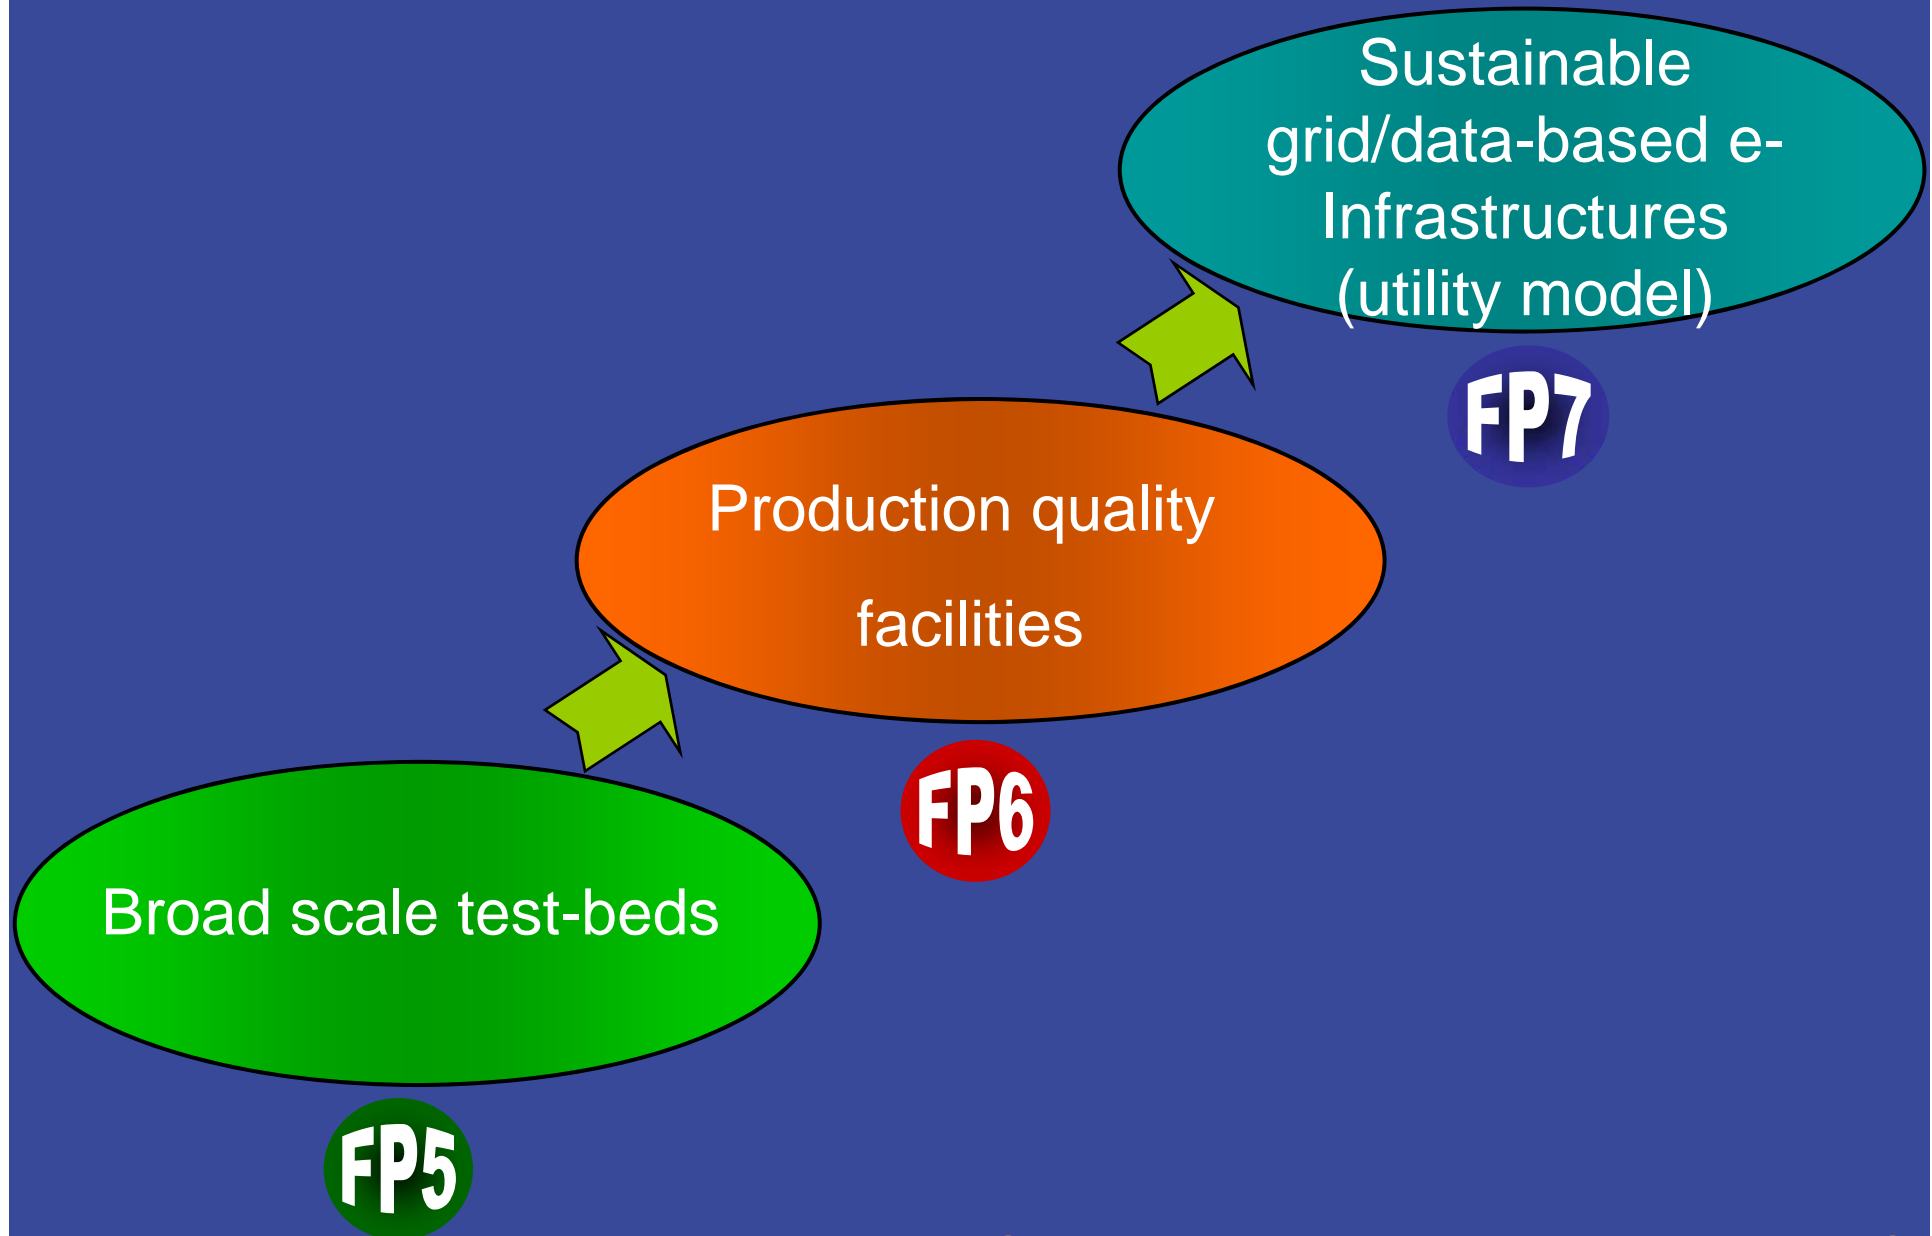 Sustainable
grid/data-based e-
Infrastructures
(utility model)
FP7
Production quality
facilities
FP6
Broad scale test-beds
FP5